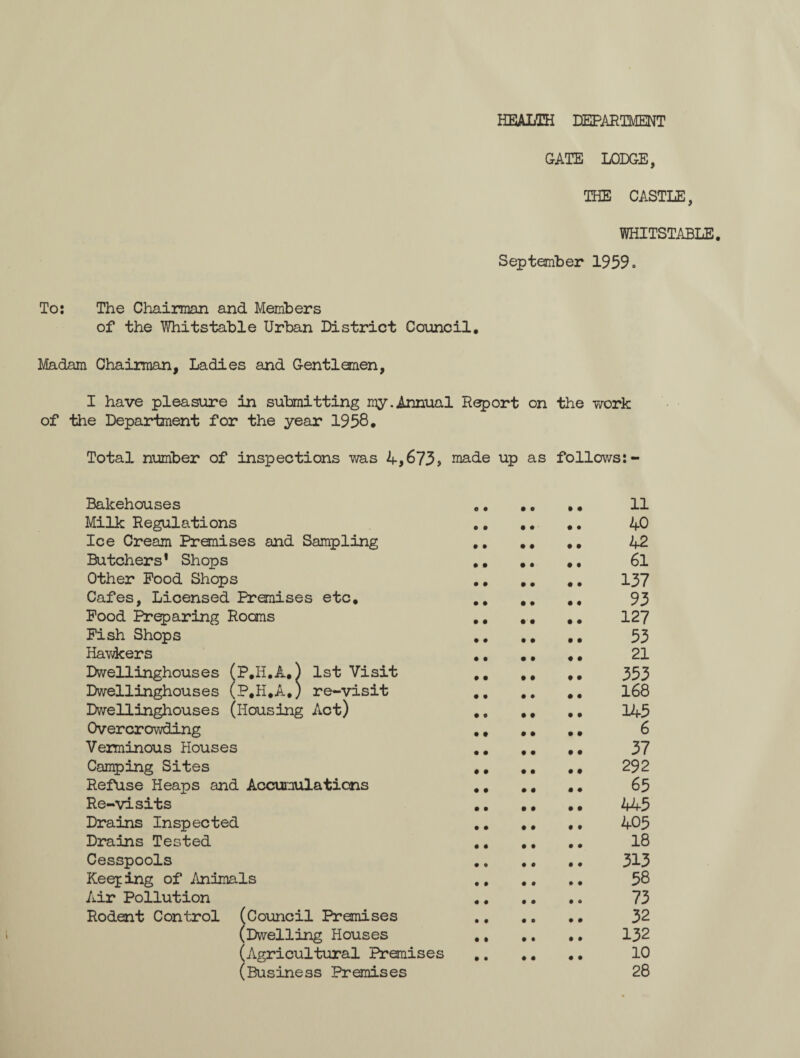 HEALTH DEPARTMENT
GATE LODGE,
THE CASTLE,
WHITSTABLE.
September 1959.
To: The Chairman and Members
of the Whitstable Urban District Council.
Madam Chairman, Ladies and Gentlemen,
I have pleasure in submitting my.Annual Report on the work
of the Department for the year 1958.
Total number of inspections was 4,673, made up as follows:-
Bakehouses .. .. .. 11
Milk Regulations .. .. .. 40
Ice Cream Premises and Sampling .. .. .. 42
Butchers' Shops .. .. .. 61
Other Food Shops .. .. .. 137
Cafes, Licensed Premises etc. .. .. .. 93
Food Preparing Rooms .. .. .. 127
Fish Shops .. .. .. 53
Hawkers .. .. .. 21
Dwellinghouses (P.H.A.) 1st Visit .. .. .. 353
Dwellinghouses (P.H.A.) re-visit .. .. .. 168
Dwellinghouses (Housing Act) .. .. .. 145
Overcrowding .. .. .. 6
Verminous Houses .. .. .. 37
Camping Sites .. .. .. 292
Refuse Heaps and Accumulations .. .. .. 65
Re-visits .. .. .. 445
Drains Inspected .. .. .. 405
Drains Tested .. .. .. 18
Cesspools .. .. .. 313
Keeping of Animals .. .. .. 58
Air Pollution .. .. .. 73
Rodent Control (Council Premises .. .. .. 32
(Dwelling Houses .. .. .. 132
(Agricultural Premises .. .. .. 10
(Business Premises 28